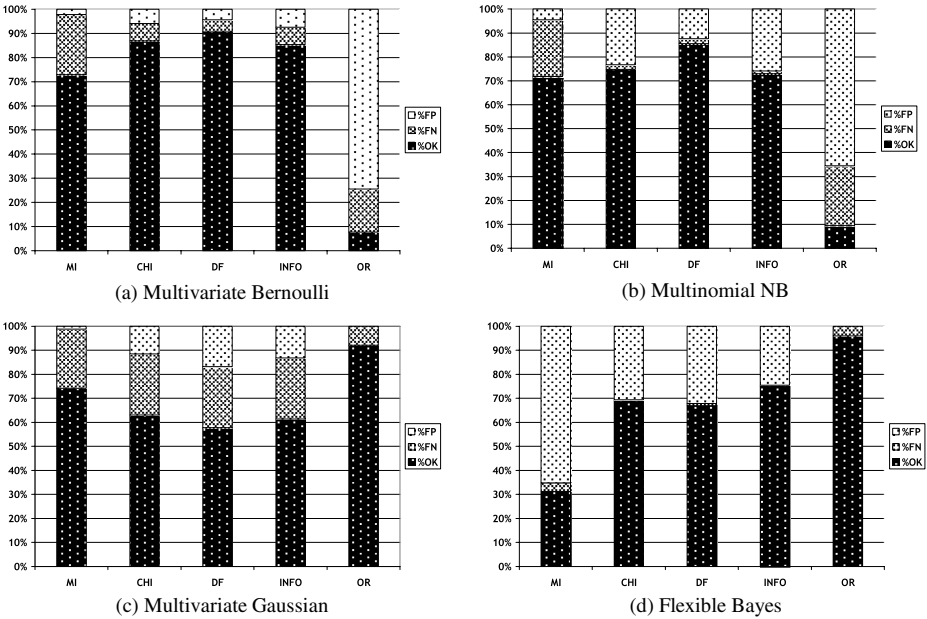 100%
90%
80%
70%
60%
50%
40%
30%
20%
10%
0%
MI CHI DF INFO OR
%FP
%FN
%OK
(a) Multivariate Bernoulli
100%
90%
80%
70%
60%
50%
40%
30%
20%
10%
0%
MI CHI DF INFO OR
%FP
%FN
%OK
(b) Multinomial NB
100%
90%
80%
70%
60%
50%
40%
30%
20%
10%
0%
MI CHI DF INFO OR
%FP
%FN
%OK
(c) Multivariate Gaussian
100%
90%
80%
70%
60%
50%
40%
30%
20%
10%
0%
MI CHI DF INFO OR
%FP
%FN
%OK
(d) Flexible Bayes